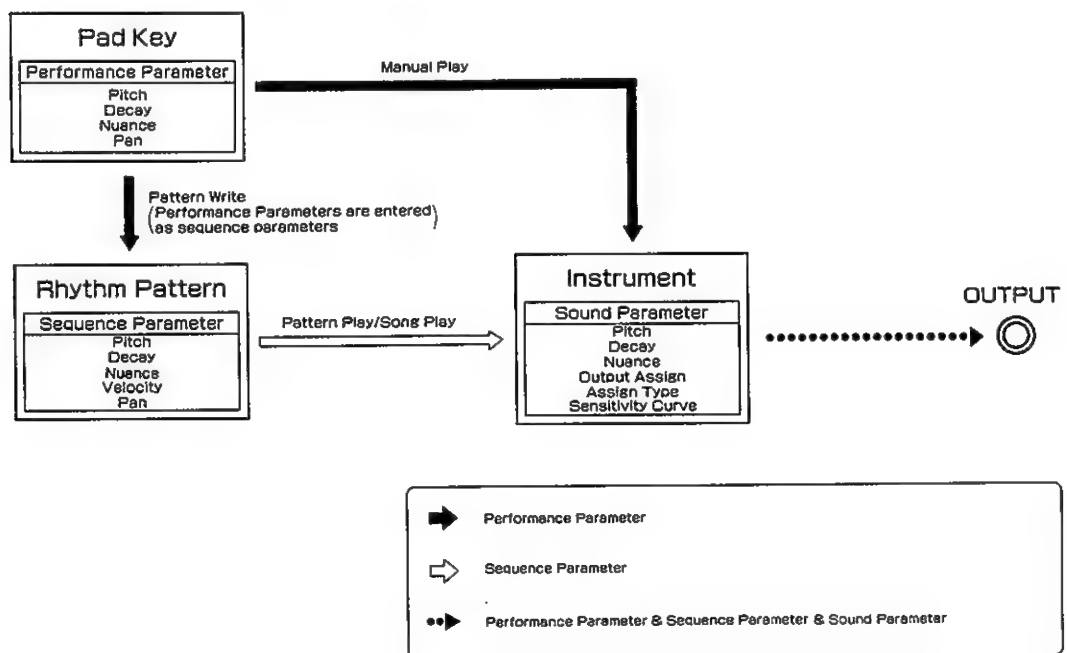 Pad Key
Performance Parameter
Pitch
Decay
Nuance
Pan
Manual Play
Pattern Write
(Performance Parameters are entered)
(as sequence parameters)
Rhythm Pattern
Sequence Parameter
Pitch
Decay
Nuance
Velocity
Pan
Pattern Play/Song Play
Instrument
Sound Parameter
Pitch
Decay
Nuance
Output Assign
Assign Type
Sensitivity Curve
OUTPUT
Performance Parameter
Sequence Parameter
Performance Parameter & Sequence Parameter & Sound Parameter